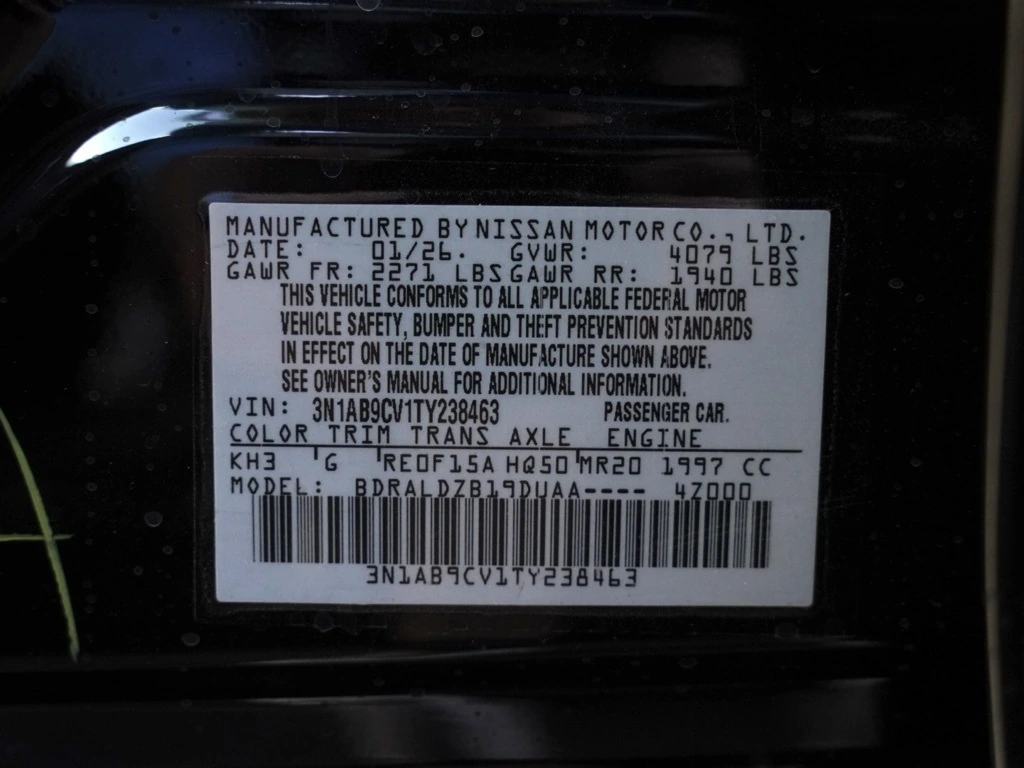 MANUFACTURED BY NISSAN MOTOR CO., LTD.
DATE: 01/26. GVWR: 4079 LBS
GAWR FR: 2271 LBS GAWR RR: 1940 LBS
THIS VEHICLE CONFORMS TO ALL APPLICABLE FEDERAL MOTOR
VEHICLE SAFETY, BUMPER AND THEFT PREVENTION STANDARDS
IN EFFECT ON THE DATE OF MANUFACTURE SHOWN ABOVE.
SEE OWNER'S MANUAL FOR ADDITIONAL INFORMATION.
VIN: 3N1AB9CV1TY238463 PASSENGER CAR.
COLOR TRIM TRANS AXLE ENGINE
KH3 G RE0F15A HQ50 MR20 1997 CC
MODEL: BDRALDZB19DUAA---- 4Z000
3N1AB9CV1TY238463